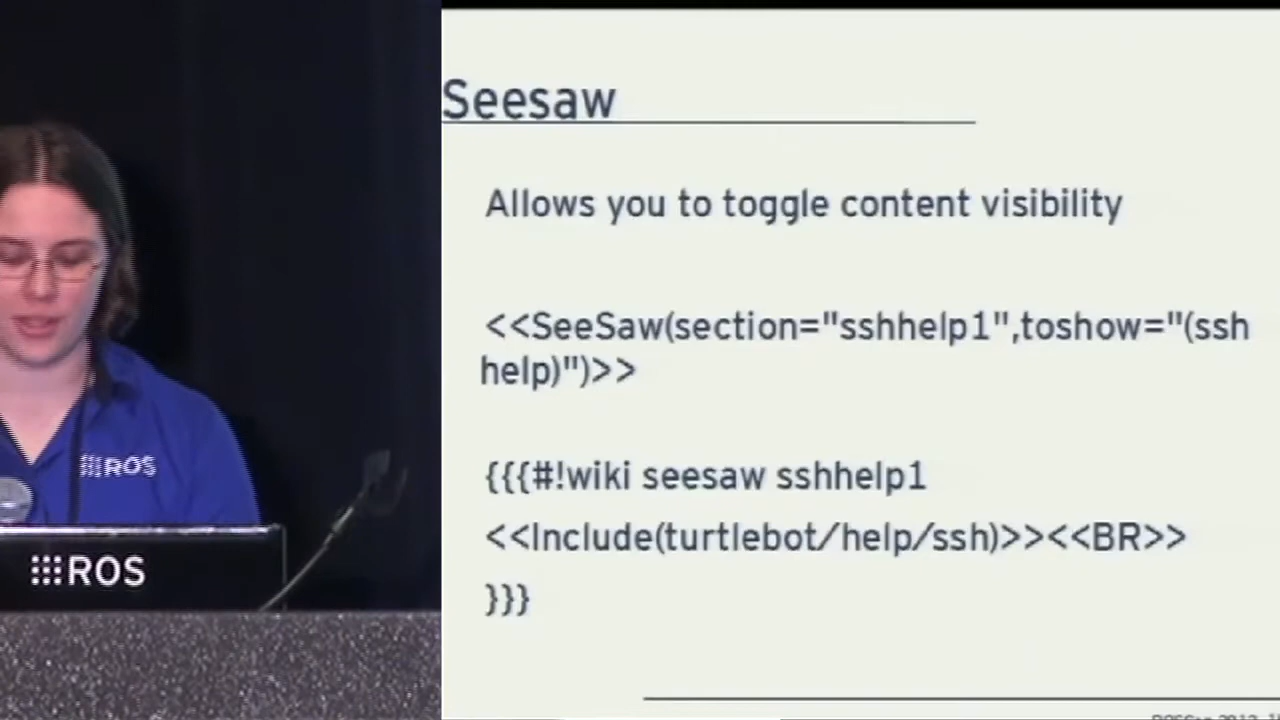 Seesaw
Allows you to toggle content visibility
<<SeeSaw(section="sshhelp1",toshow="(ssh
help)")>>
{{{#!wiki seesaw sshhelp1
<<Include(turtlebot/help/ssh)>><<BR>>
}}}
ROS
ROS